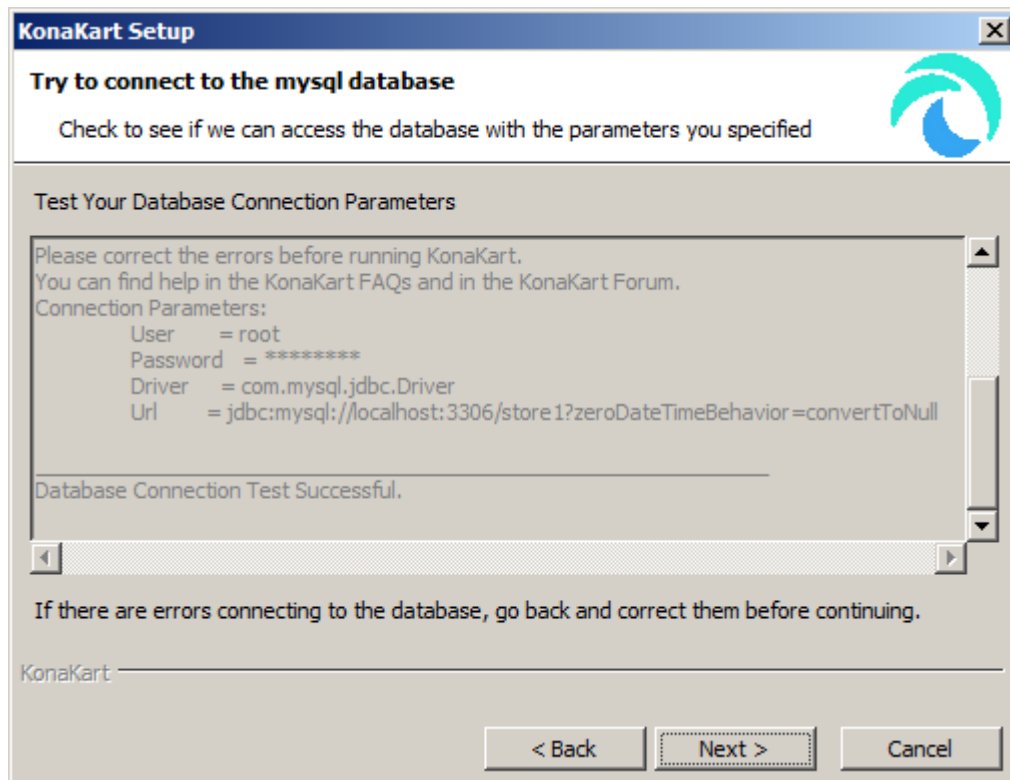 KonaKart Setup
Try to connect to the mysql database
Check to see if we can access the database with the parameters you specified
Test Your Database Connection Parameters
Please correct the errors before running KonaKart.
You can find help in the KonaKart FAQs and in the KonaKart Forum.
Connection Parameters:
User = root
Password = ********
Driver = com.mysql.jdbc.Driver
Url = jdbc:mysql://localhost:3306/store1?zeroDateTimeBehavior=convertToNull
Database Connection Test Successful.
If there are errors connecting to the database, go back and correct them before continuing.
KonaKart
< Back Next > Cancel